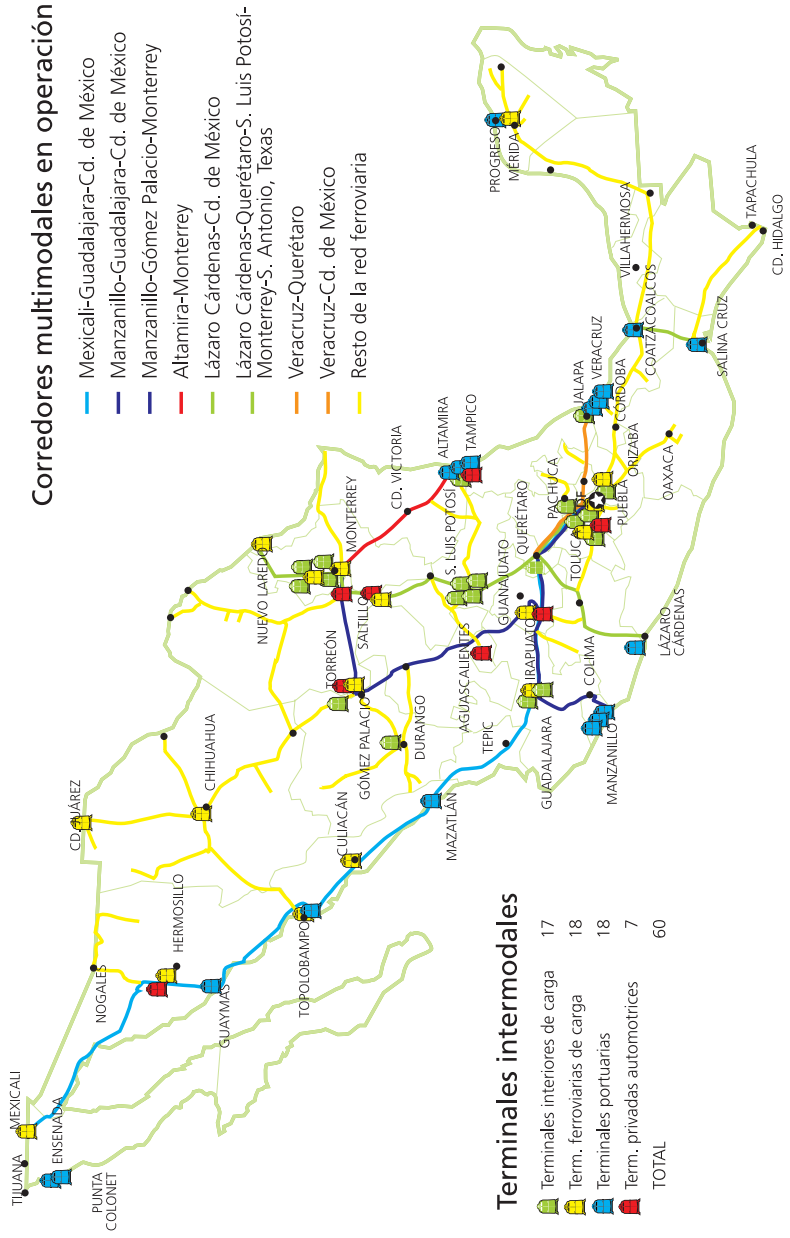 Corredores multimodales en operación
Mexicali-Guadalajara-Cd. de México
Manzanillo-Guadalajara-Cd. de México
Manzanillo-Gómez Palacio-Monterrey
Altamira-Monterrey
Lázaro Cárdenas-Cd. de México
Lázaro Cárdenas-Querétaro-S. Luis Potosí-
Monterrey-S. Antonio, Texas
Veracruz-Querétaro
Veracruz-Cd. de México
Resto de la red ferroviaria
TIJUANA
MEXICALI
ENSENADA
PUNTA
COLONET
NOGALES
HERMOSILLO
GUAYMAS
CD. JUÁREZ
CHIHUAHUA
TOPOLOBAMPO
CULIACÁN
MAZATLÁN
DURANGO
GÓMEZ PALACIO
TORREÓN
NUEVO LAREDO
MONTERREY
SALTILLO
CD. VICTORIA
ALTAMIRA
TAMPICO
S. LUIS POTOSÍ
AGUASCALIENTES
TEPIC
GUADALAJARA
IRAPUATO
GUANAJUATO
QUERÉTARO
PACHUCA
DF
TOLUC
PUEBLA
MANZANILLO
COLIMA
LÁZARO
CÁRDENAS
JALAPA
VERACRUZ
CÓRDOBA
ORIZABA
OAXACA
COATZACOALCOS
SALINA CRUZ
VILLAHERMOSA
TAPACHULA
CD. HIDALGO
PROGRESO
MÉRIDA
Terminales intermodales
Terminales interiores de carga 17
Term. ferroviarias de carga 18
Terminales portuarias 18
Term. privadas automotrices 7
TOTAL 60